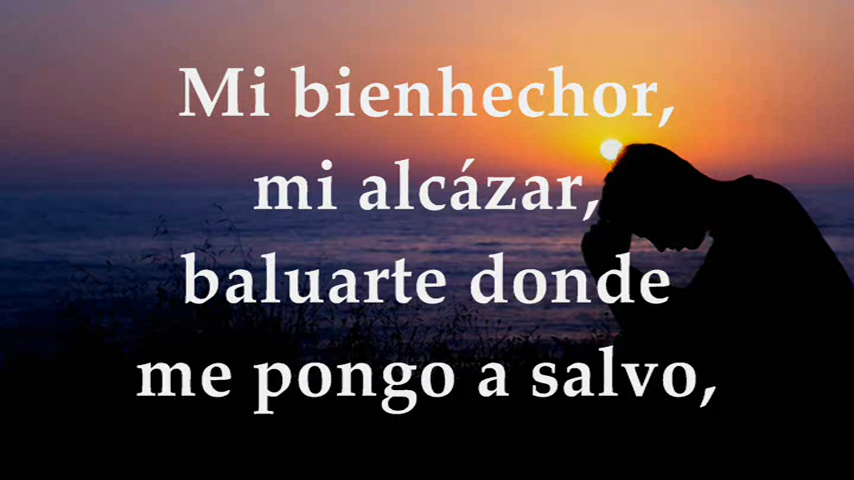 Mi bienhechor,
mi alcázar,
baluarte donde
me pongo a salvo,